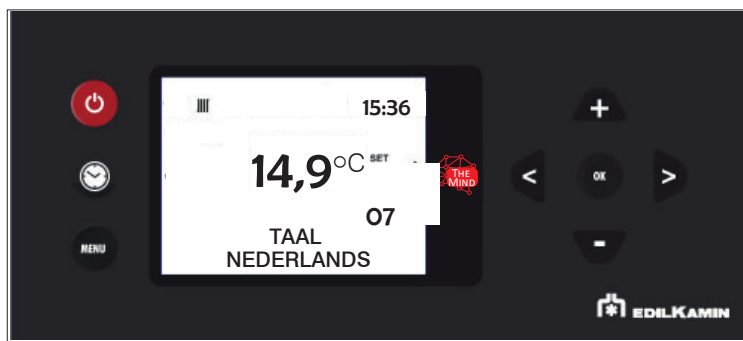 15:36
14,9°C SET
07
TAAL
NEDERLANDS
THE
MIND
MENU
+
<
OK
>
-
EDILKAMIN